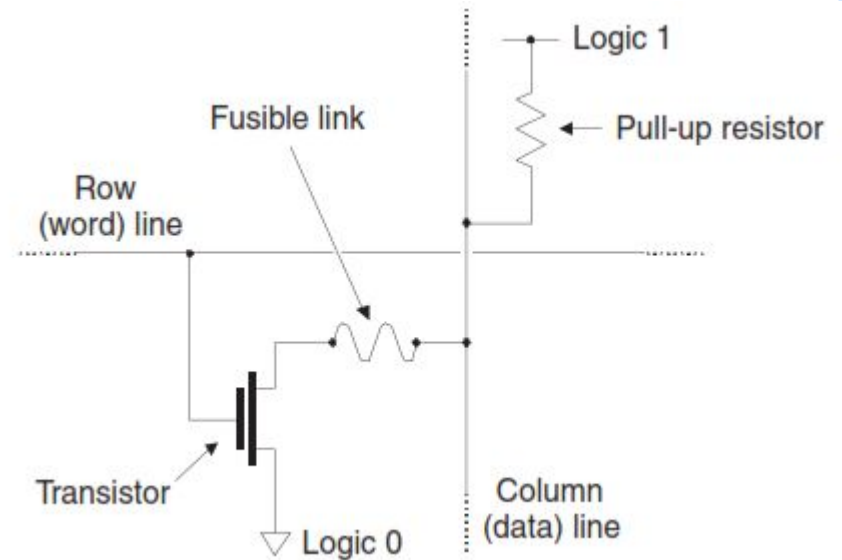 Logic 1
Fusible link
Pull-up resistor
Row
(word) line
Transistor
Logic 0
Column
(data) line